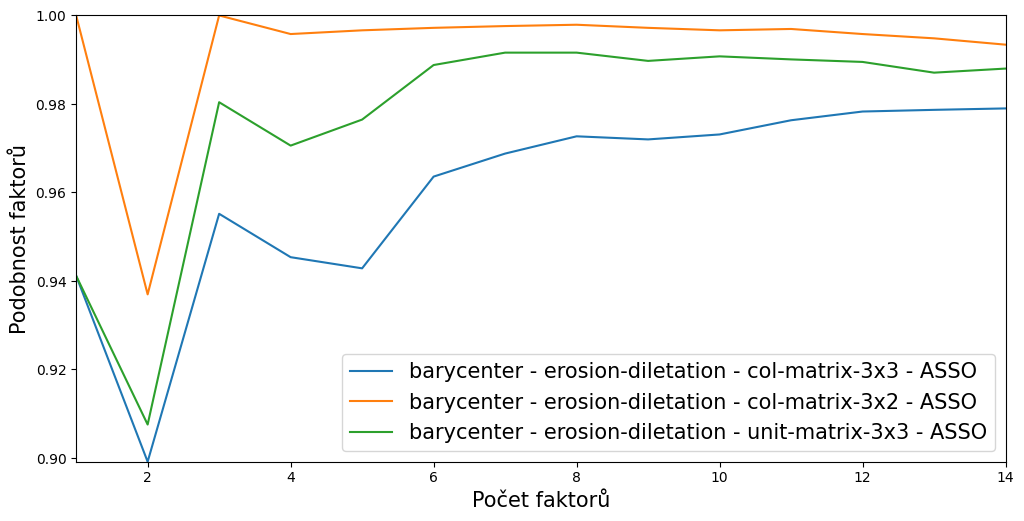 1.00
0.98
0.96
0.94
0.92
0.90
Podobnost faktorů
barycenter - erosion-diletation - col-matrix-3x3 - ASSO
barycenter - erosion-diletation - col-matrix-3x2 - ASSO
barycenter - erosion-diletation - unit-matrix-3x3 - ASSO
2 4 6 8 10 12 14
Počet faktorů